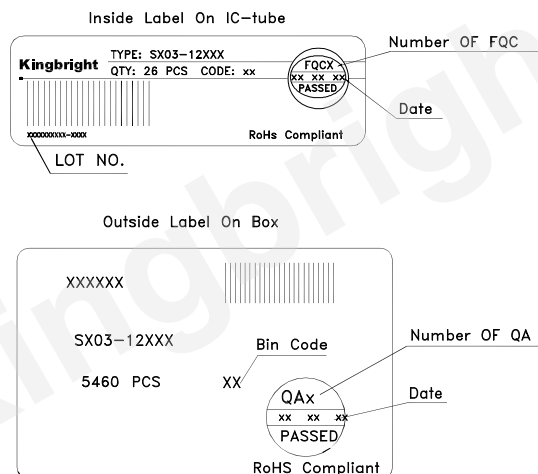 Inside Label On IC-tube
Kingbright
TYPE: SX03-12XXX
QTY: 26 PCS CODE: xx
FQCX
xx xx xx
PASSED
Number OF FQC
Date
xxxxxxxxxx-xxxx
RoHs Compliant
LOT NO.
Outside Label On Box
XXXXXX
SX03-12XXX
Bin Code
Number OF QA
5460 PCS
XX
QAx
Date
xx xx xx
PASSED
RoHS Compliant
Kingbright